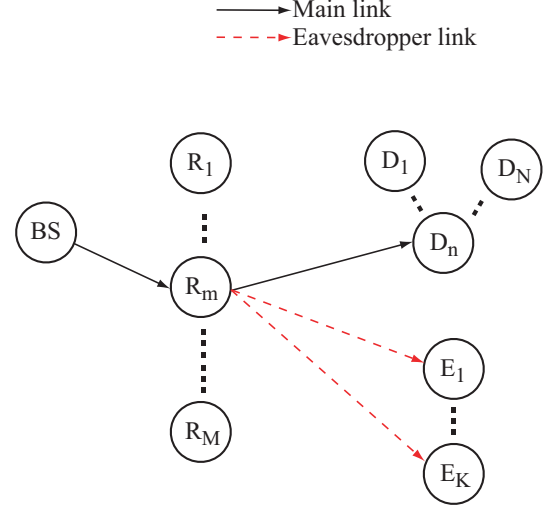 Main link
Eavesdropper link
R1
D1
DN
BS
Dn
Rm
E1
RM
EK